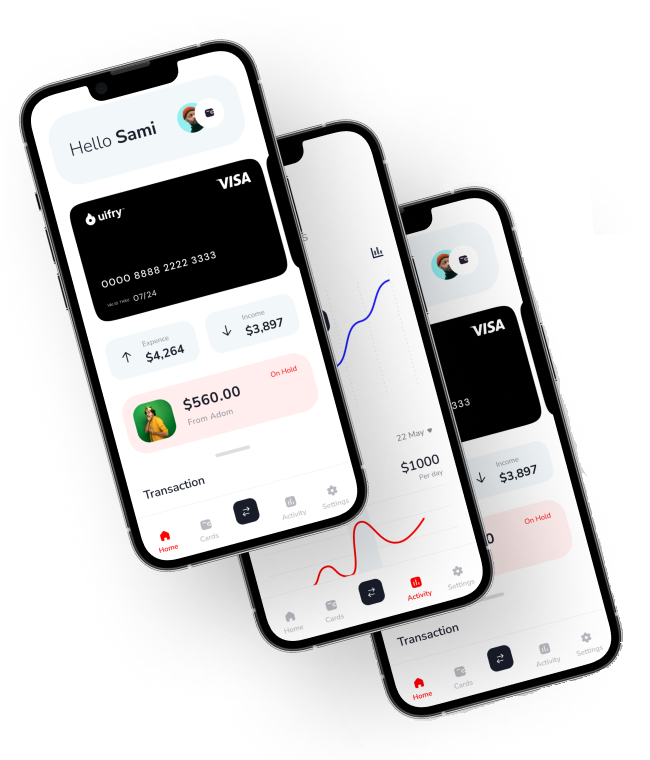 Hello Sami
VISA
uifry
0000 8888 2222 3333
VALID THRU 07/24
Expence
$4,264
Income
$3,897
$560.00
From Adom
On Hold
Transaction
Home
Cards
Activity
Settings
22 May
$1000
Per day
Home
Cards
Activity
Settings
VISA
333
Income
$3,897
On Hold
0
Transaction
Home
Cards
Activity
Settings